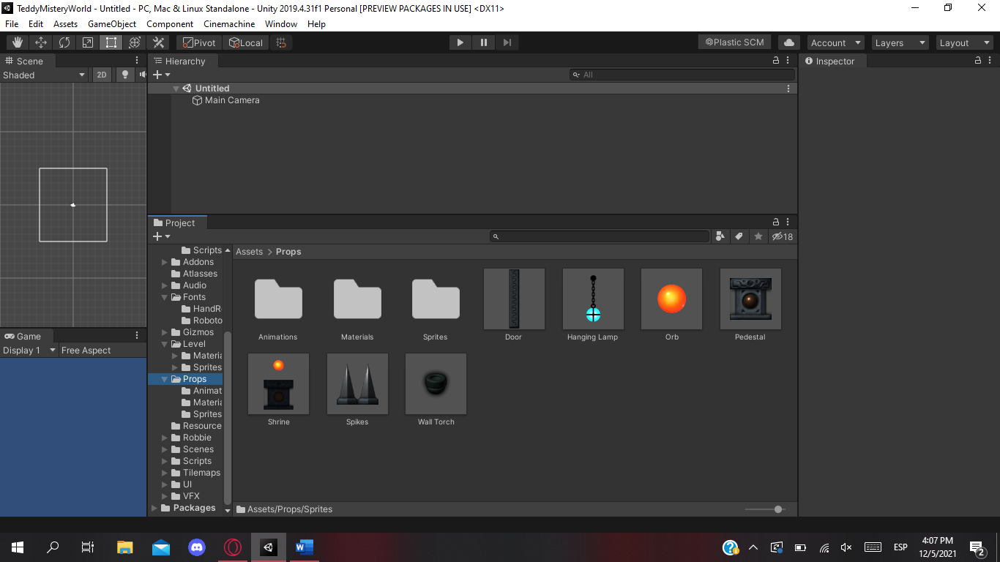 TeddyMisteryWorld - Untitled - PC, Mac & Linux Standalone - Unity 2019.4.31f1 Personal [PREVIEW PACKAGES IN USE] <DX11>
File Edit Assets GameObject Component Cinemachine Window Help
Pivot Local Plastic SCM Account Layers Layout
Scene
Shaded 2D
Hierarchy
All
Untitled
Main Camera
Inspector
Game
Display 1 Free Aspect
Project
18
Scripts
Addons
Atlasses
Audio
Fonts
HandRe
Roboto
Gizmos
Level
Materia
Sprites
Props
Animat
Materia
Sprites
Resource
Robbie
Scenes
Scripts
Tilemaps
UI
VFX
Packages
Assets > Props
Animations Materials Sprites Door Hanging Lamp Orb Pedestal
Shrine Spikes Wall Torch
Assets/Props/Sprites
ESP
4:07 PM
12/5/2021
2